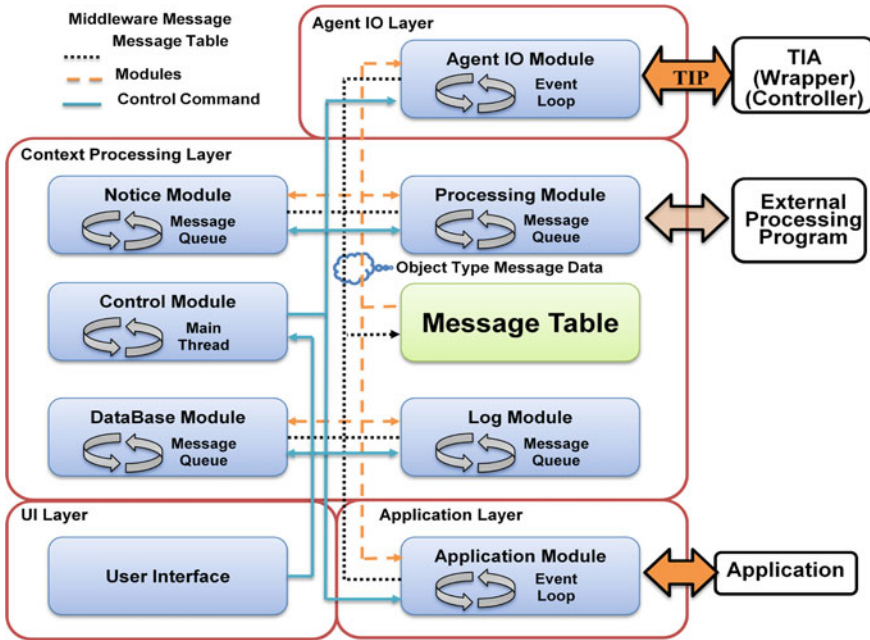 Middleware Message
Message Table
Modules
Control Command
Agent IO Layer
Agent IO Module
Event
Loop
TIP
TIA
(Wrapper)
(Controller)
Context Processing Layer
Notice Module
Message
Queue
Processing Module
Message
Queue
External
Processing
Program
Object Type Message Data
Control Module
Main
Thread
Message Table
DataBase Module
Message
Queue
Log Module
Message
Queue
UI Layer
User Interface
Application Layer
Application Module
Event
Loop
Application